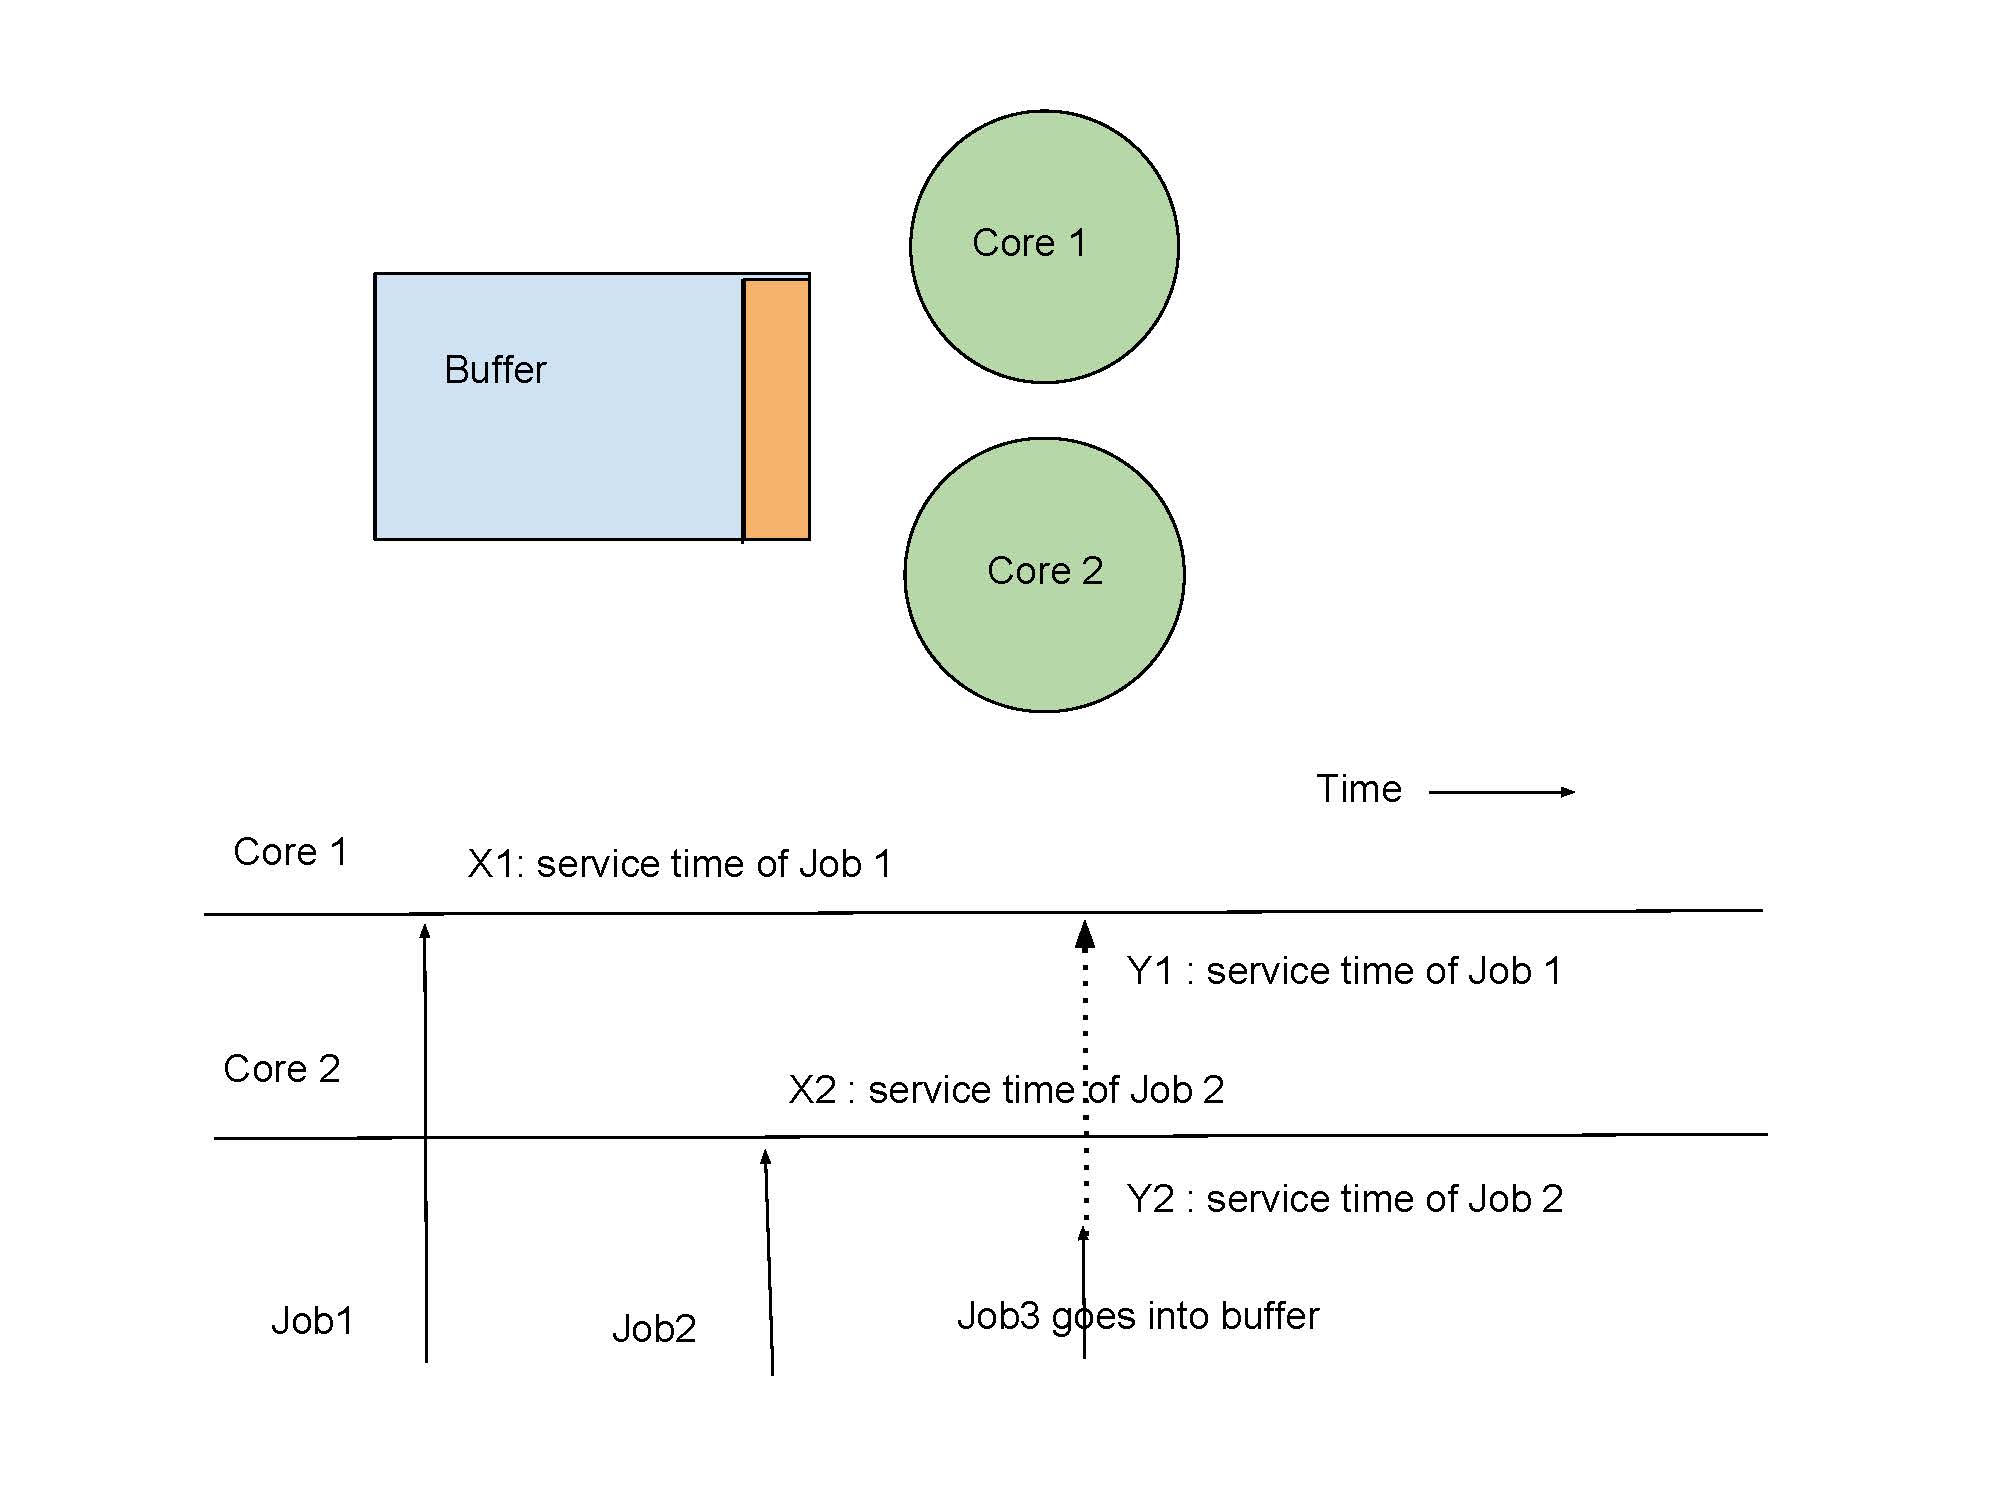 Core 1
Buffer
Core 2
Time
Core 1
X1: service time of Job 1
Y1 : service time of Job 1
Core 2
X2 : service time of Job 2
Y2 : service time of Job 2
Job1
Job2
Job3 goes into buffer